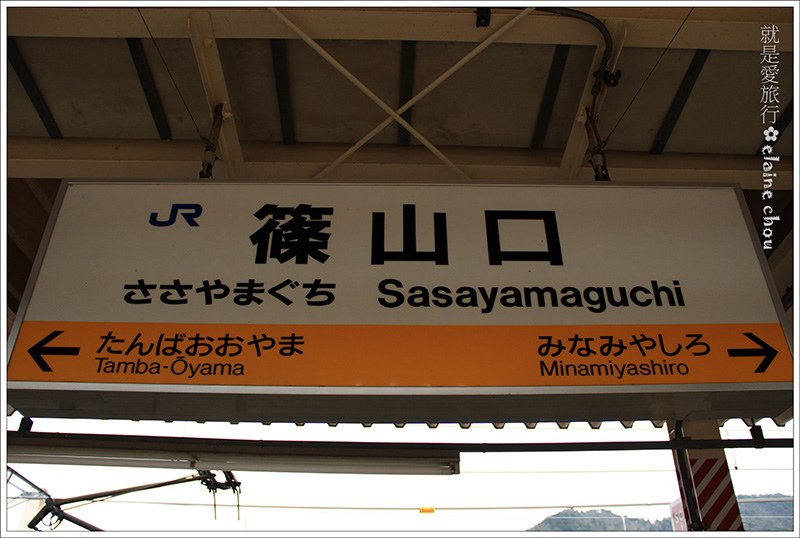 JR 篠山口
ささやまぐち Sasayamaguchi
← たんばおおやま みなみやしろ →
Tamba-Ōyama Minamiyashiro
就是愛旅行✿elaine chou